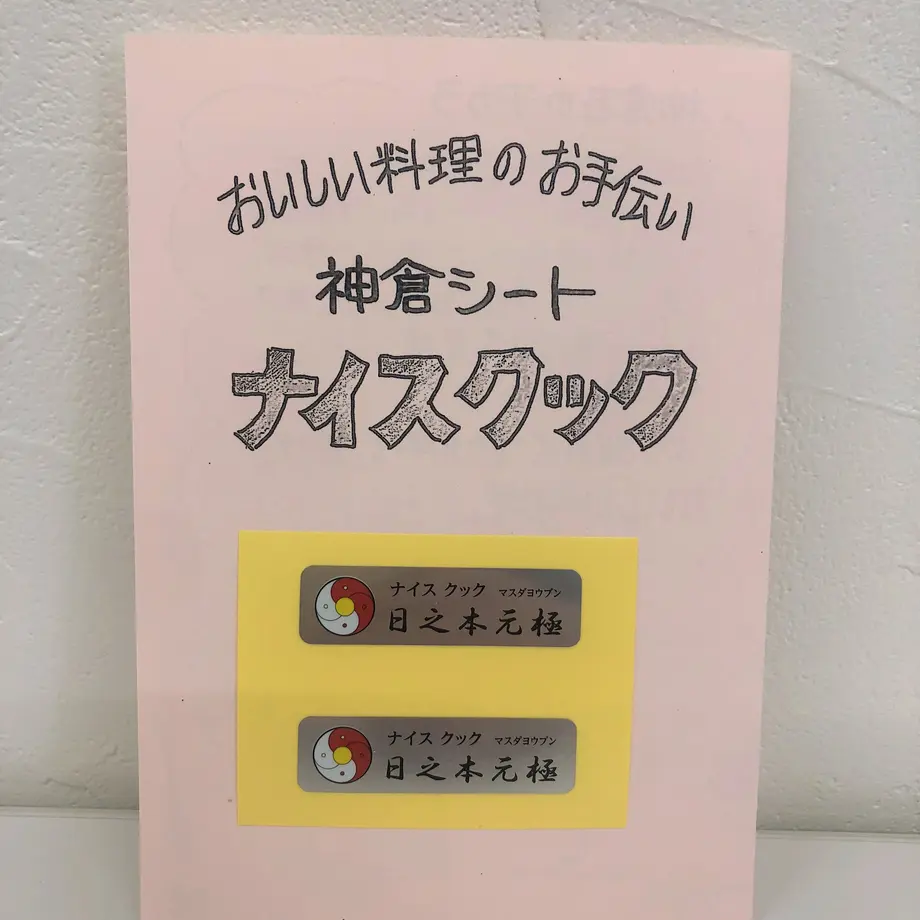 おいしい料理のお手伝い
神倉シート
ナイスクック
ナイス クック マスダヨウブン
日之本元極
ナイス クック マスダヨウブン
日之本元極